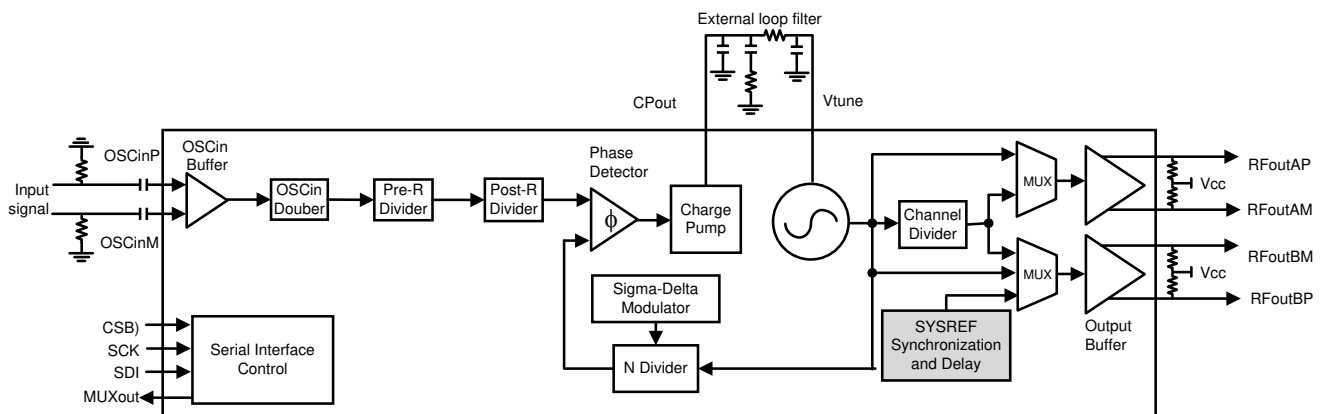 External loop filter
CPout
Vtune
OSCinP
OSCin
Buffer
Input
signal
OSCinM
OSCin
Douber
Pre-R
Divider
Post-R
Divider
Phase
Detector
ϕ
Charge
Pump
Channel
Divider
MUX
MUX
RFoutAP
Vcc
RFoutAM
RFoutBM
Vcc
RFoutBP
Output
Buffer
Sigma-Delta
Modulator
N Divider
SYSREF
Synchronization
and Delay
CSB)
SCK
SDI
MUXout
Serial Interface
Control